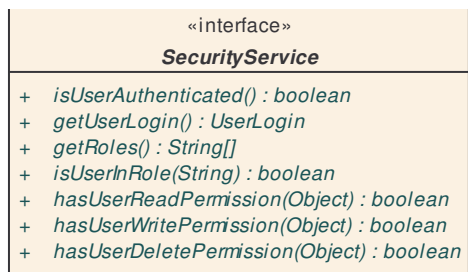 «interface»
SecurityService
+ isUserAuthenticated() : boolean
+ getUserLogin() : UserLogin
+ getRoles() : String[]
+ isUserInRole(String) : boolean
+ hasUserReadPermission(Object) : boolean
+ hasUserWritePermission(Object) : boolean
+ hasUserDeletePermission(Object) : boolean